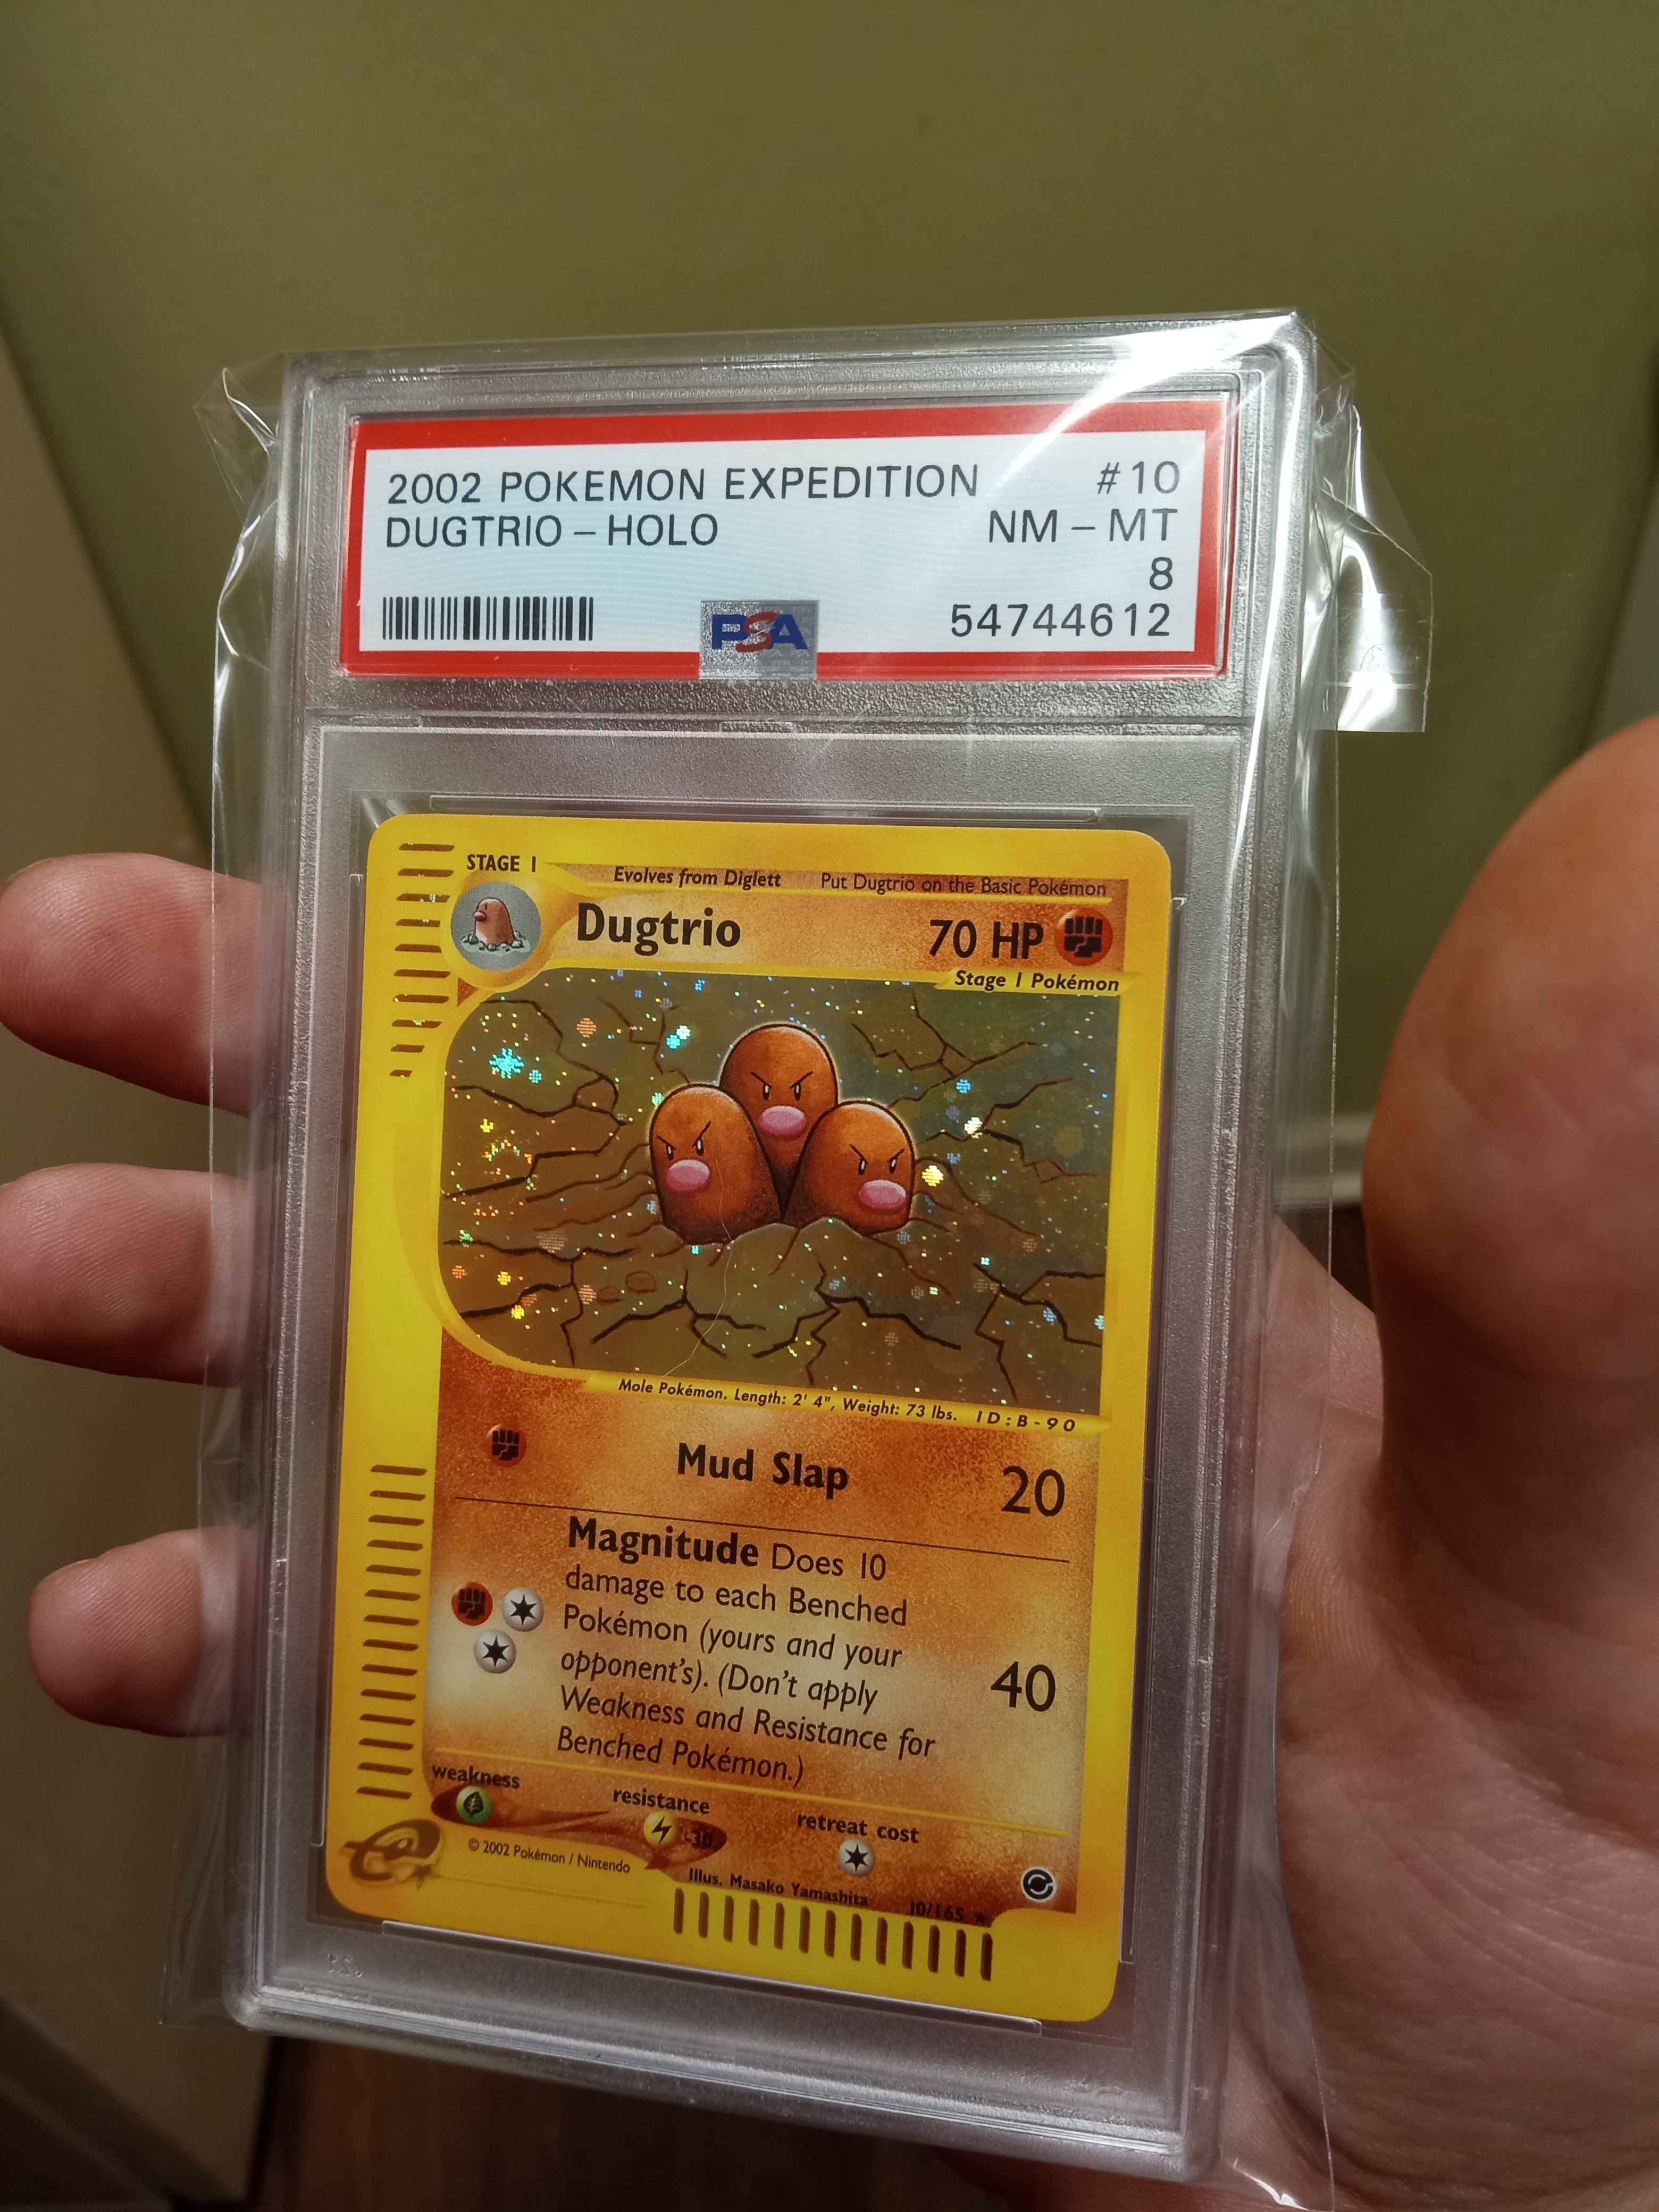 2002 POKEMON EXPEDITION #10
DUGTRIO - HOLO NM - MT
8
PSA 54744612
STAGE 1 Evolves from Diglett Put Dugtrio on the Basic Pokémon
Dugtrio 70 HP
Stage 1 Pokémon
Mole Pokémon. Length: 2' 4", Weight: 73 lbs. ID:B-90
Mud Slap 20
Magnitude Does 10
damage to each Benched
Pokémon (yours and your
opponent's). (Don't apply
Weakness and Resistance for
Benched Pokémon.)
40
weakness resistance retreat cost
-30
e
© 2002 Pokémon / Nintendo
Illus. Masako Yamashita 10/165 ★